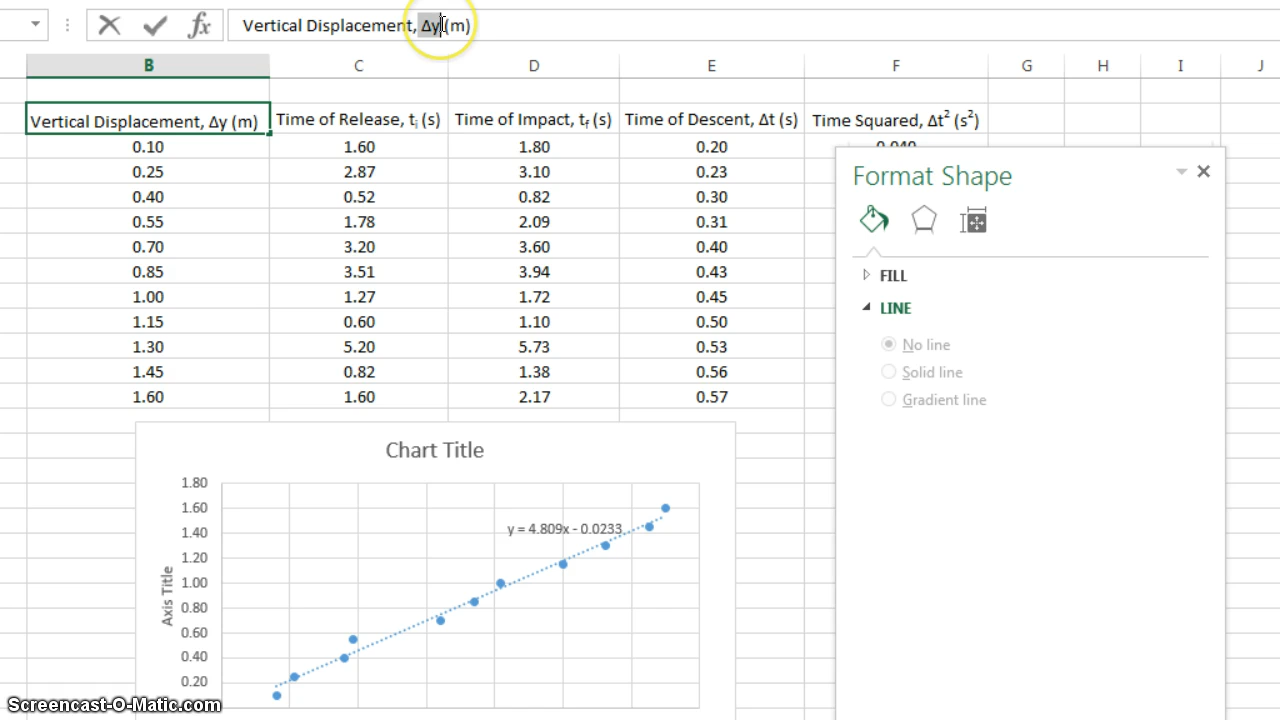 Vertical Displacement, Δy (m)
B C D E F G H I J
Vertical Displacement, Δy (m) Time of Release, tᵢ (s) Time of Impact, t_f (s) Time of Descent, Δt (s) Time Squared, Δt² (s²)
0.10 1.60 1.80 0.20 0.040
0.25 2.87 3.10 0.23
0.40 0.52 0.82 0.30
0.55 1.78 2.09 0.31
0.70 3.20 3.60 0.40
0.85 3.51 3.94 0.43
1.00 1.27 1.72 0.45
1.15 0.60 1.10 0.50
1.30 5.20 5.73 0.53
1.45 0.82 1.38 0.56
1.60 1.60 2.17 0.57
Format Shape
FILL
LINE
No line
Solid line
Gradient line
Chart Title
1.80
1.60
1.40
1.20
1.00
0.80
0.60
0.40
0.20
Axis Title
y = 4.809x - 0.0233
Screencast-O-Matic.com